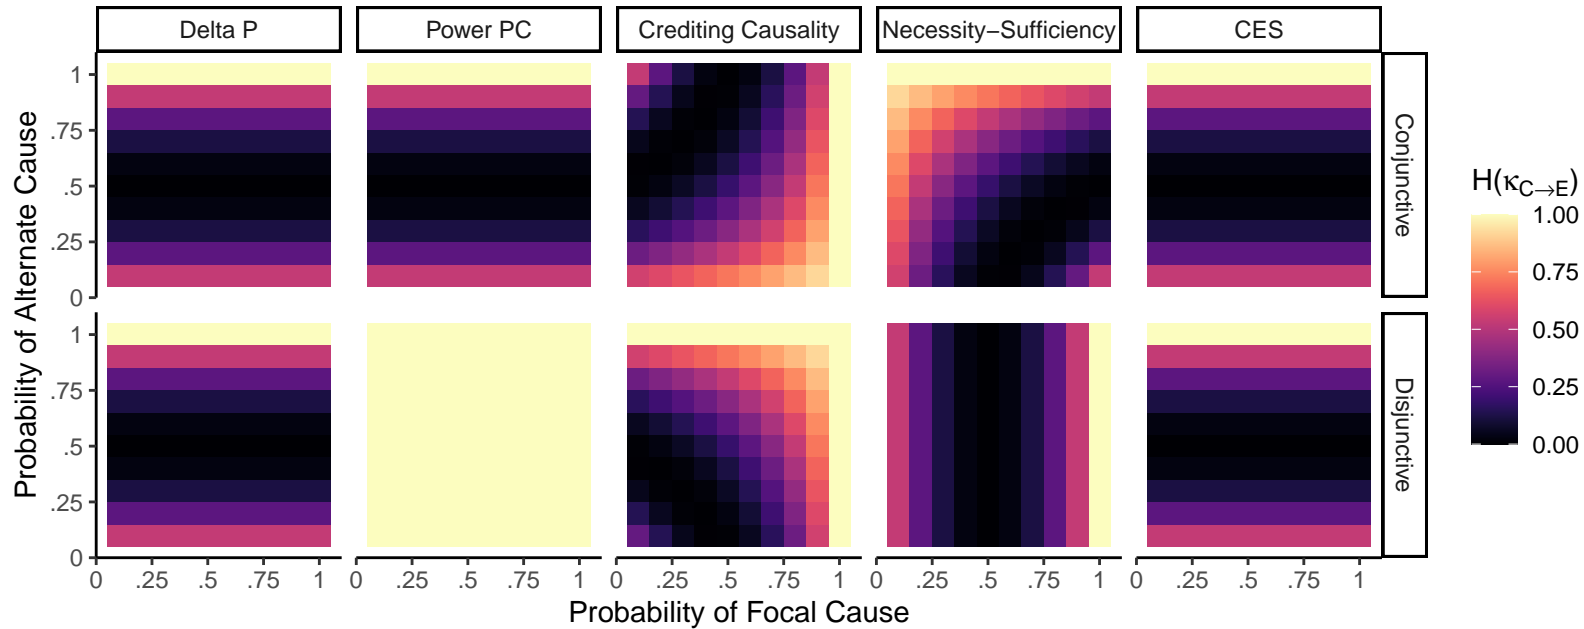 Delta P
Power PC
Crediting Causality
Necessity−Sufficiency
CES
Probability of Alternate Cause
1
.75
.5
.25
0
Conjunctive
1
.75
.5
.25
0
Disjunctive
0 .25 .5 .75 1
0 .25 .5 .75 1
0 .25 .5 .75 1
0 .25 .5 .75 1
0 .25 .5 .75 1
Probability of Focal Cause
H(κC→E)
1.00
0.75
0.50
0.25
0.00